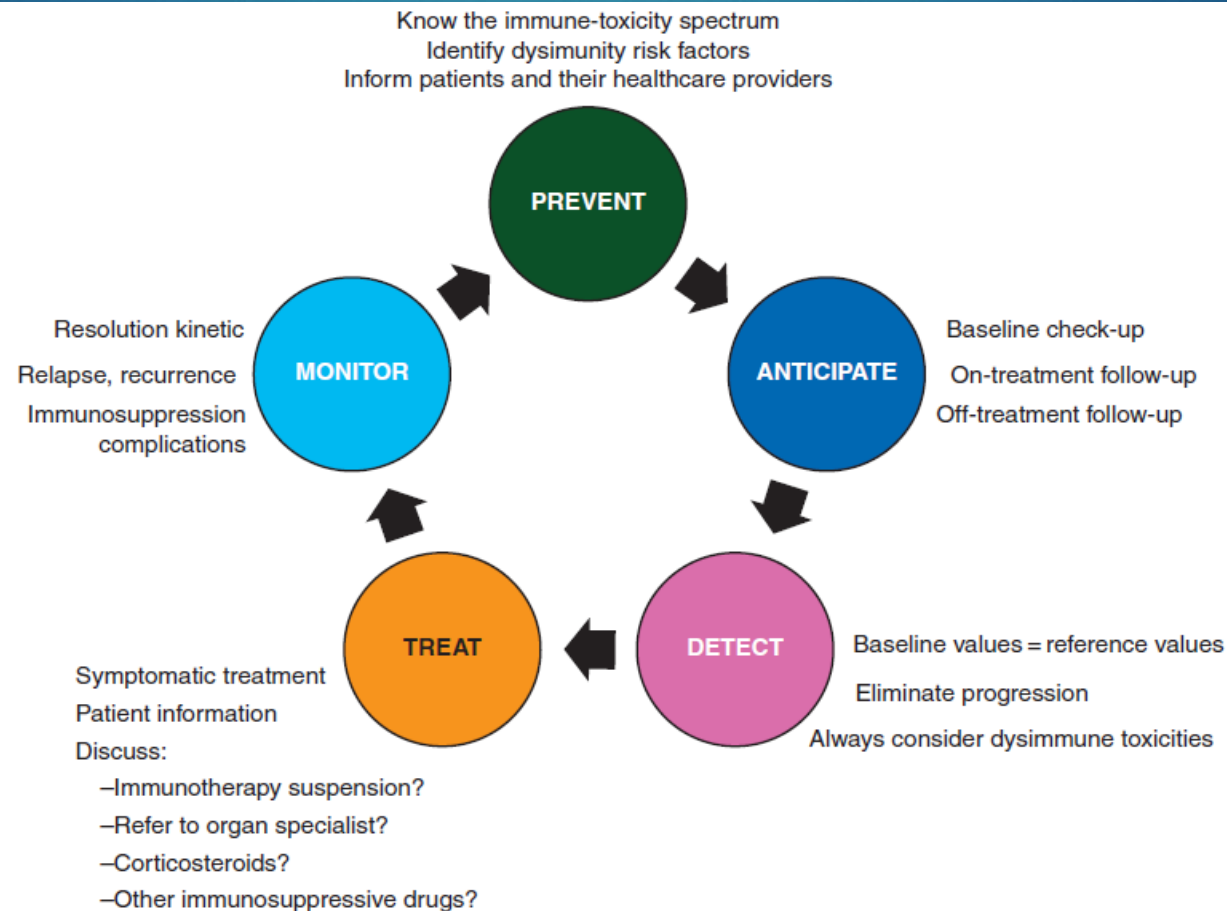 Know the immune-toxicity spectrum
Identify dysimunity risk factors
Inform patients and their healthcare providers
PREVENT
ANTICIPATE
Baseline check-up
On-treatment follow-up
Off-treatment follow-up
DETECT
Baseline values = reference values
Eliminate progression
Always consider dysimmune toxicities
TREAT
Symptomatic treatment
Patient information
Discuss:
–Immunotherapy suspension?
–Refer to organ specialist?
–Corticosteroids?
–Other immunosuppressive drugs?
MONITOR
Resolution kinetic
Relapse, recurrence
Immunosuppression
complications